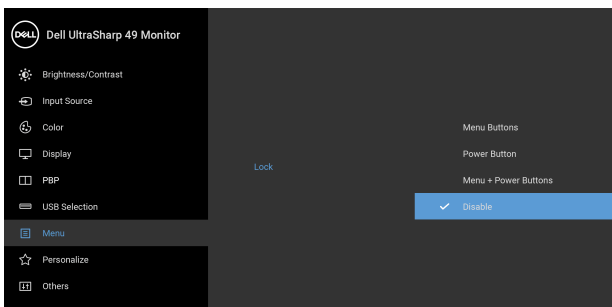 DELL Dell UltraSharp 49 Monitor
Brightness/Contrast
Input Source
Color
Display
PBP
USB Selection
Menu
Personalize
Others
Lock
Menu Buttons
Power Button
Menu + Power Buttons
Disable